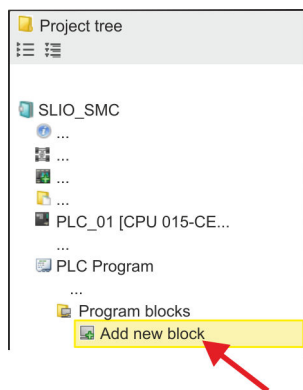 Project tree
SLIO_SMC
...
...
...
...
PLC_01 [CPU 015-CE...
...
PLC Program
...
Program blocks
Add new block